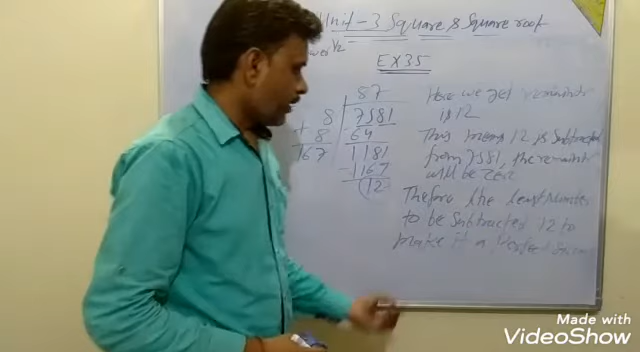 Unit-3 Square & Square root
EX 35
87
8 7581
+ 8 64
167 1181
-1167
12
Here we get remainder
is 12
This means 12 is subtracted
from 7581, the remainder
will be zero
Therefore the least Number
to be subtracted 12 to
make it a Perfect
Made with
VideoShow